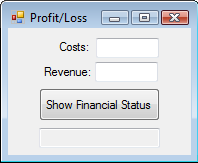 Profit/Loss
Costs:
Revenue:
Show Financial Status